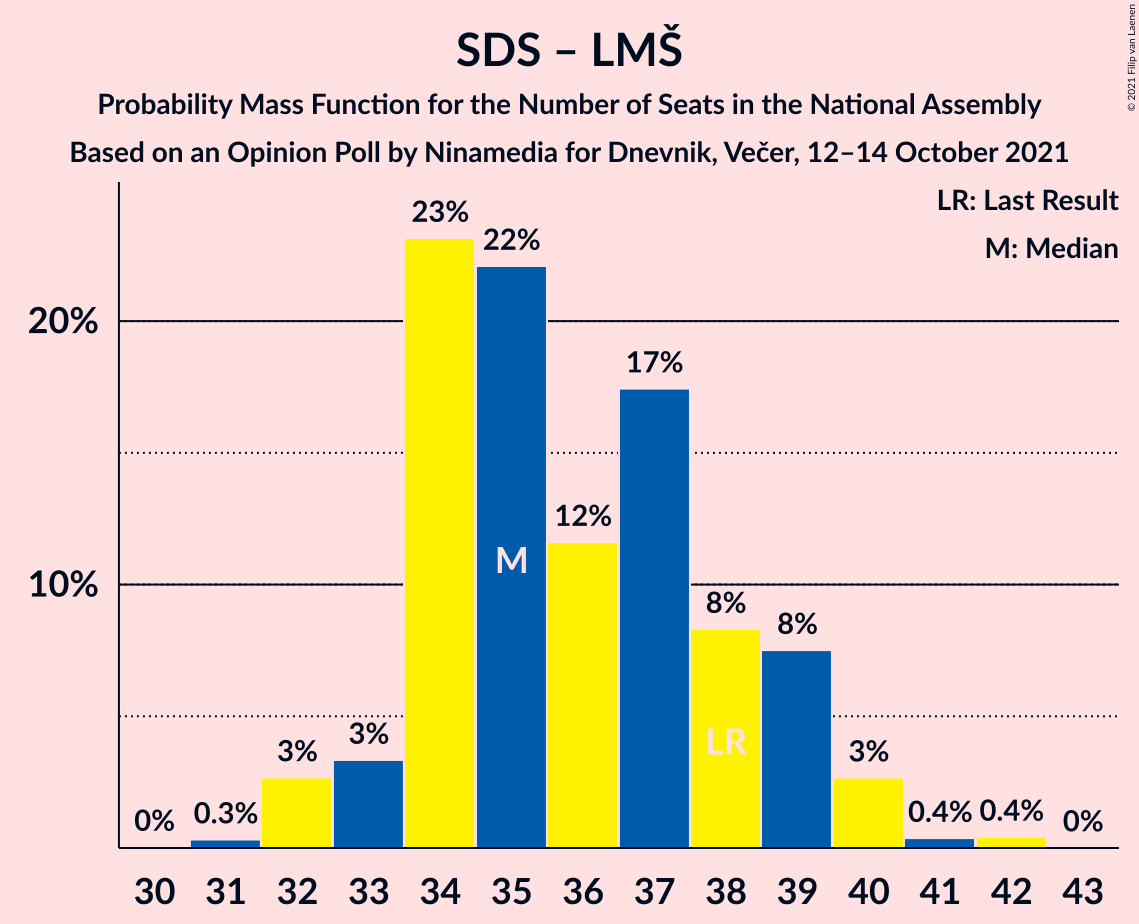 SDS – LMŠ
Probability Mass Function for the Number of Seats in the National Assembly
Based on an Opinion Poll by Ninamedia for Dnevnik, Večer, 12–14 October 2021
© 2021 Filip van Laenen
LR: Last Result
M: Median
20%
10%
0%
0.3%
3%
3%
23%
22%
12%
17%
8%
8%
3%
0.4%
0.4%
0%
M
LR
30 31 32 33 34 35 36 37 38 39 40 41 42 43